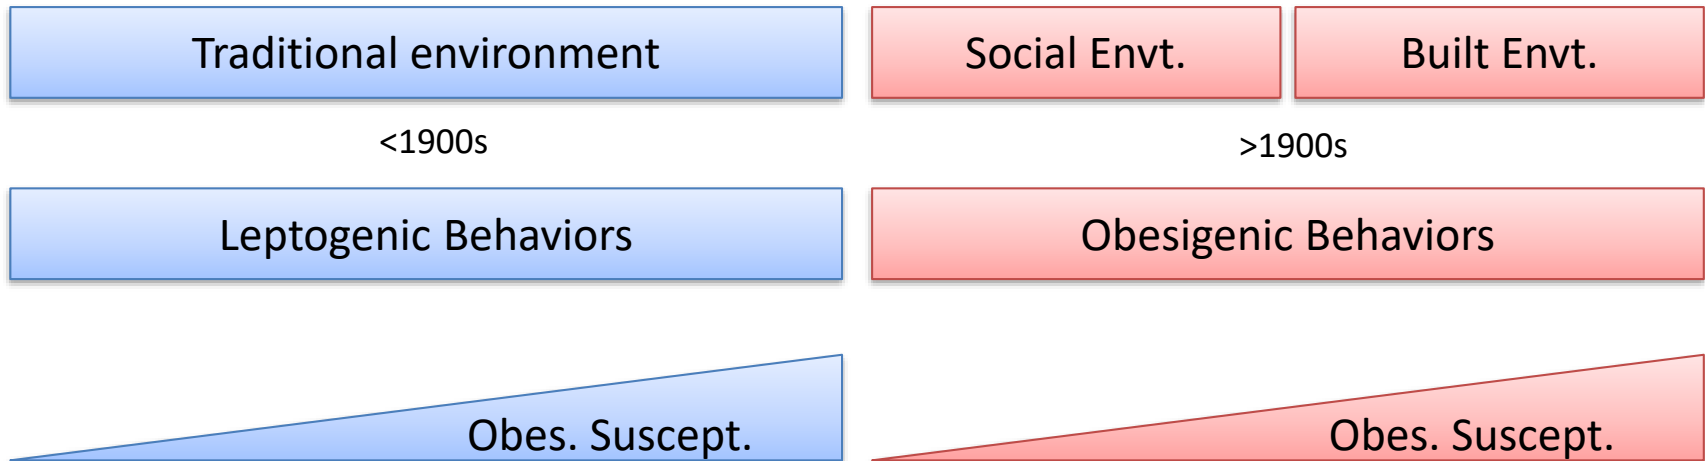 Traditional environment
Social Envt.
Built Envt.
<1900s
>1900s
Leptogenic Behaviors
Obesigenic Behaviors
Obes. Suscept.
Obes. Suscept.